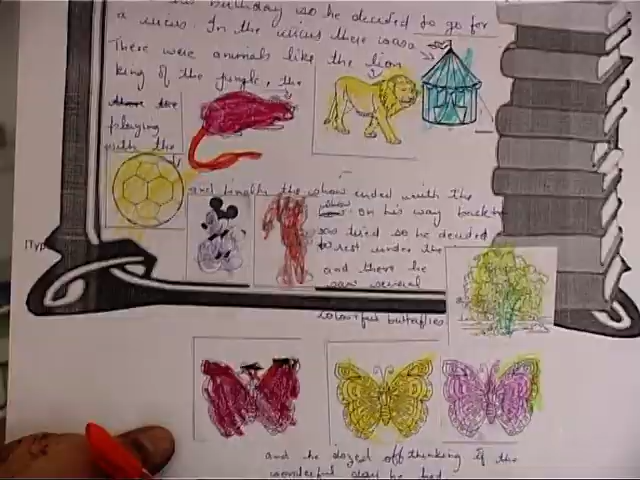 birthday so he decided to go for
a circus. In the circus there was a
There were animals like the lion
king of the jungle, the
playing
with the
and finally the show ended with the
show
on his way back
was tired so he decided
to rest under the
and there he
saw several
colourful butterflies
and he dozed off thinking of the
wonderful day he had